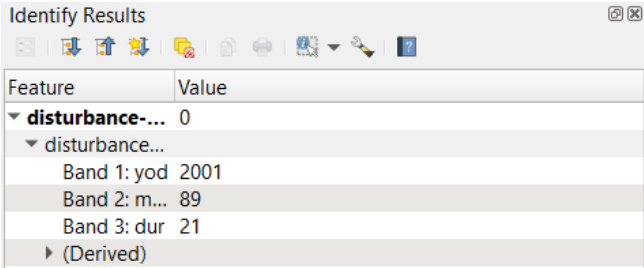 Identify Results
Feature Value
disturbance-... 0
disturbance...
Band 1: yod 2001
Band 2: m... 89
Band 3: dur 21
(Derived)